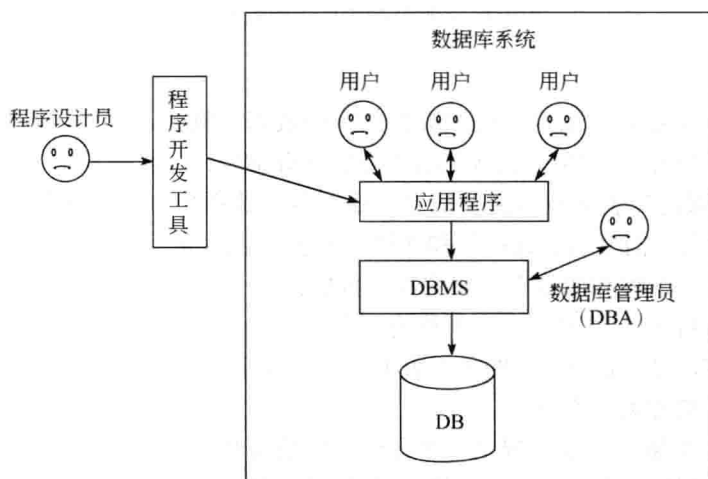 数据库系统
用户
用户
用户
程序设计员
程序开发工具
应用程序
DBMS
数据库管理员
（DBA）
DB